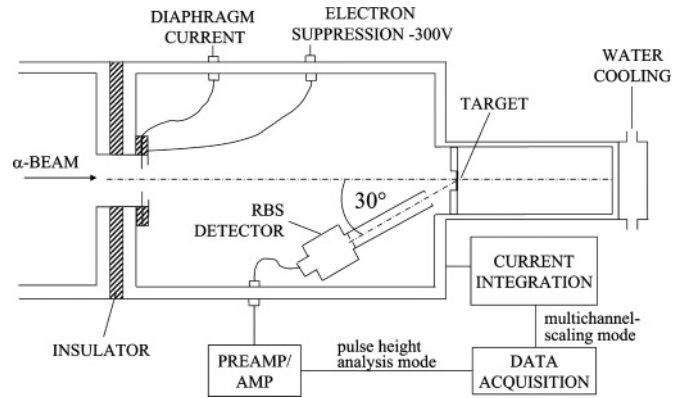 DIAPHRAGM
CURRENT
ELECTRON
SUPPRESSION -300V
WATER
COOLING
TARGET
α-BEAM
30°
RBS
DETECTOR
CURRENT
INTEGRATION
multichannel-
scaling mode
INSULATOR
PREAMP/
AMP
pulse height
analysis mode
DATA
ACQUISITION